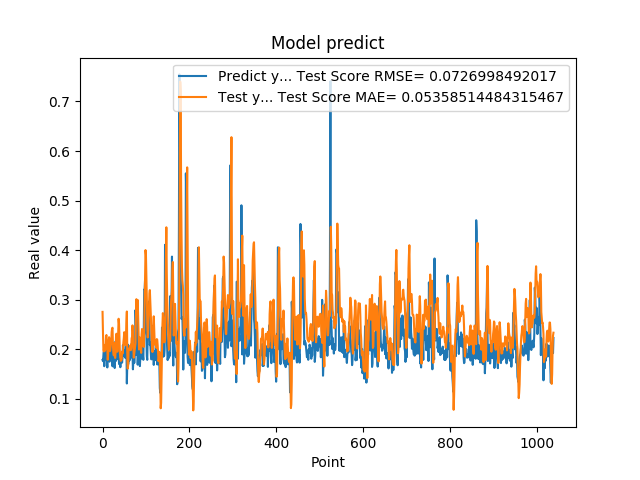 Model predict
Predict y... Test Score RMSE= 0.0726998492017
Test y... Test Score MAE= 0.05358514484315467
Real value
0.7
0.6
0.5
0.4
0.3
0.2
0.1
0 200 400 600 800 1000
Point